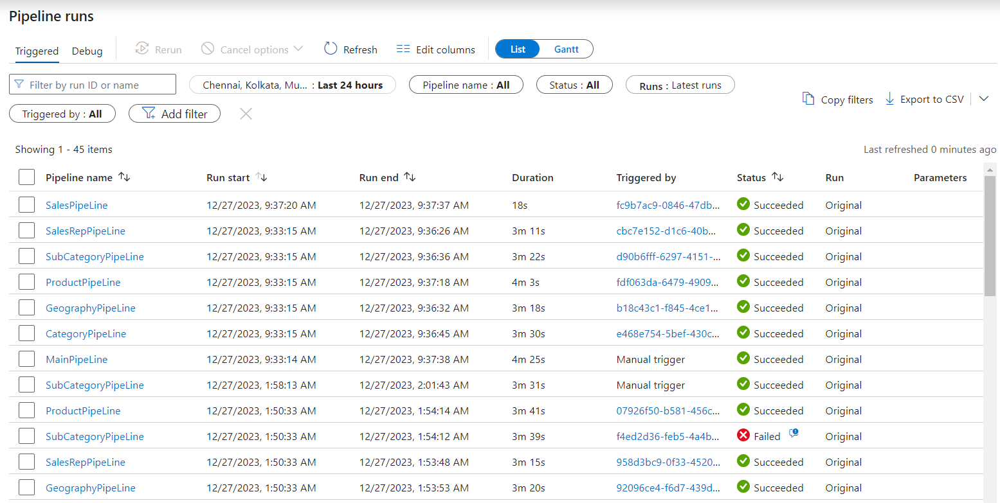 Pipeline runs
Triggered Debug Rerun Cancel options Refresh Edit columns List Gantt
Filter by run ID or name Chennai, Kolkata, Mu... : Last 24 hours Pipeline name : All Status : All Runs : Latest runs
Copy filters Export to CSV
Triggered by : All Add filter
Showing 1 - 45 items Last refreshed 0 minutes ago
Pipeline name Run start Run end Duration Triggered by Status Run Parameters
SalesPipeLine 12/27/2023, 9:37:20 AM 12/27/2023, 9:37:37 AM 18s fc9b7ac9-0846-47db... Succeeded Original
SalesRepPipeLine 12/27/2023, 9:33:15 AM 12/27/2023, 9:36:26 AM 3m 11s cbc7e152-d1c6-40b... Succeeded Original
SubCategoryPipeLine 12/27/2023, 9:33:15 AM 12/27/2023, 9:36:36 AM 3m 22s d90b6fff-6297-4151-... Succeeded Original
ProductPipeLine 12/27/2023, 9:33:15 AM 12/27/2023, 9:37:18 AM 4m 3s fdf063da-6479-4909... Succeeded Original
GeographyPipeLine 12/27/2023, 9:33:15 AM 12/27/2023, 9:36:32 AM 3m 18s b18c43c1-f845-4ce1... Succeeded Original
CategoryPipeLine 12/27/2023, 9:33:15 AM 12/27/2023, 9:36:45 AM 3m 30s e468e754-5bef-430c... Succeeded Original
MainPipeLine 12/27/2023, 9:33:14 AM 12/27/2023, 9:37:38 AM 4m 25s Manual trigger Succeeded Original
SubCategoryPipeLine 12/27/2023, 1:58:13 AM 12/27/2023, 2:01:43 AM 3m 31s Manual trigger Succeeded Original
ProductPipeLine 12/27/2023, 1:50:33 AM 12/27/2023, 1:54:14 AM 3m 41s 07926f50-b581-456c... Succeeded Original
SubCategoryPipeLine 12/27/2023, 1:50:33 AM 12/27/2023, 1:54:12 AM 3m 39s f4ed2d36-feb5-4a4b... Failed Original
SalesRepPipeLine 12/27/2023, 1:50:33 AM 12/27/2023, 1:53:48 AM 3m 15s 958d3bc9-0f33-4520... Succeeded Original
GeographyPipeLine 12/27/2023, 1:50:33 AM 12/27/2023, 1:53:53 AM 3m 20s 92096ce4-f6d7-439d... Succeeded Original